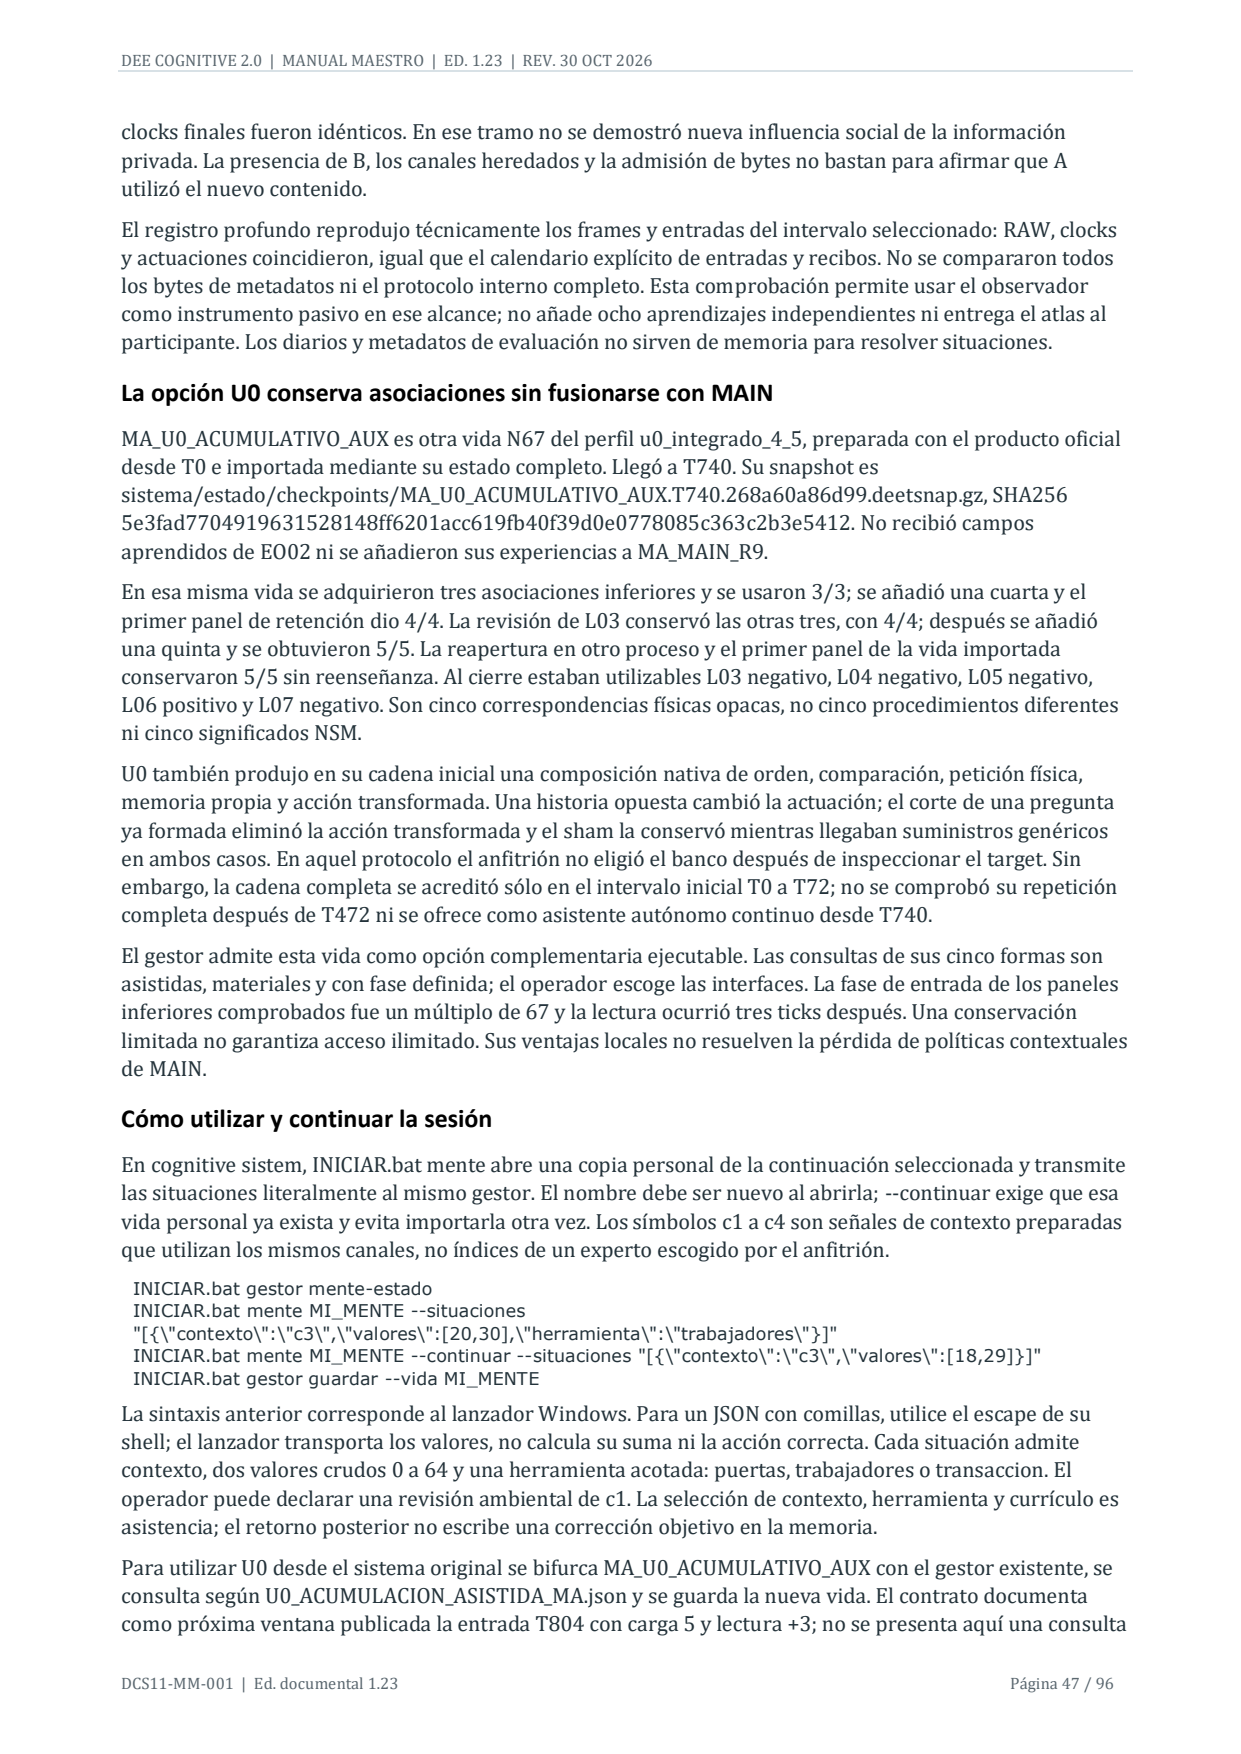 DEE COGNITIVE 2.0 | MANUAL MAESTRO | ED. 1.23 | REV. 30 OCT 2026
clocks finales fueron idénticos. En ese tramo no se demostró nueva influencia social de la información
privada. La presencia de B, los canales heredados y la admisión de bytes no bastan para afirmar que A
utilizó el nuevo contenido.
El registro profundo reprodujo técnicamente los frames y entradas del intervalo seleccionado: RAW, clocks
y actuaciones coincidieron, igual que el calendario explícito de entradas y recibos. No se compararon todos
los bytes de metadatos ni el protocolo interno completo. Esta comprobación permite usar el observador
como instrumento pasivo en ese alcance; no añade ocho aprendizajes independientes ni entrega el atlas al
participante. Los diarios y metadatos de evaluación no sirven de memoria para resolver situaciones.
La opción U0 conserva asociaciones sin fusionarse con MAIN
MA_U0_ACUMULATIVO_AUX es otra vida N67 del perfil u0_integrado_4_5, preparada con el producto oficial
desde T0 e importada mediante su estado completo. Llegó a T740. Su snapshot es
sistema/estado/checkpoints/MA_U0_ACUMULATIVO_AUX.T740.268a60a86d99.deetsnap.gz, SHA256
5e3fad7704919631528148ff6201acc619fb40f39d0e0778085c363c2b3e5412. No recibió campos
aprendidos de EO02 ni se añadieron sus experiencias a MA_MAIN_R9.
En esa misma vida se adquirieron tres asociaciones inferiores y se usaron 3/3; se añadió una cuarta y el
primer panel de retención dio 4/4. La revisión de L03 conservó las otras tres, con 4/4; después se añadió
una quinta y se obtuvieron 5/5. La reapertura en otro proceso y el primer panel de la vida importada
conservaron 5/5 sin reenseñanza. Al cierre estaban utilizables L03 negativo, L04 negativo, L05 negativo,
L06 positivo y L07 negativo. Son cinco correspondencias físicas opacas, no cinco procedimientos diferentes
ni cinco significados NSM.
U0 también produjo en su cadena inicial una composición nativa de orden, comparación, petición física,
memoria propia y acción transformada. Una historia opuesta cambió la actuación; el corte de una pregunta
ya formada eliminó la acción transformada y el sham la conservó mientras llegaban suministros genéricos
en ambos casos. En aquel protocolo el anfitrión no eligió el banco después de inspeccionar el target. Sin
embargo, la cadena completa se acreditó sólo en el intervalo inicial T0 a T72; no se comprobó su repetición
completa después de T472 ni se ofrece como asistente autónomo continuo desde T740.
El gestor admite esta vida como opción complementaria ejecutable. Las consultas de sus cinco formas son
asistidas, materiales y con fase definida; el operador escoge las interfaces. La fase de entrada de los paneles
inferiores comprobados fue un múltiplo de 67 y la lectura ocurrió tres ticks después. Una conservación
limitada no garantiza acceso ilimitado. Sus ventajas locales no resuelven la pérdida de políticas contextuales
de MAIN.
Cómo utilizar y continuar la sesión
En cognitive sistem, INICIAR.bat mente abre una copia personal de la continuación seleccionada y transmite
las situaciones literalmente al mismo gestor. El nombre debe ser nuevo al abrirla; --continuar exige que esa
vida personal ya exista y evita importarla otra vez. Los símbolos c1 a c4 son señales de contexto preparadas
que utilizan los mismos canales, no índices de un experto escogido por el anfitrión.
INICIAR.bat gestor mente-estado
INICIAR.bat mente MI_MENTE --situaciones
"[{\"contexto\":\"c3\",\"valores\":[20,30],\"herramienta\":\"trabajadores\"}]"
INICIAR.bat mente MI_MENTE --continuar --situaciones "[{\"contexto\":\"c3\",\"valores\":[18,29]}]"
INICIAR.bat gestor guardar --vida MI_MENTE
La sintaxis anterior corresponde al lanzador Windows. Para un JSON con comillas, utilice el escape de su
shell; el lanzador transporta los valores, no calcula su suma ni la acción correcta. Cada situación admite
contexto, dos valores crudos 0 a 64 y una herramienta acotada: puertas, trabajadores o transaccion. El
operador puede declarar una revisión ambiental de c1. La selección de contexto, herramienta y currículo es
asistencia; el retorno posterior no escribe una corrección objetivo en la memoria.
Para utilizar U0 desde el sistema original se bifurca MA_U0_ACUMULATIVO_AUX con el gestor existente, se
consulta según U0_ACUMULACION_ASISTIDA_MA.json y se guarda la nueva vida. El contrato documenta
como próxima ventana publicada la entrada T804 con carga 5 y lectura +3; no se presenta aquí una consulta
DCS11-MM-001 | Ed. documental 1.23
Página 47 / 96